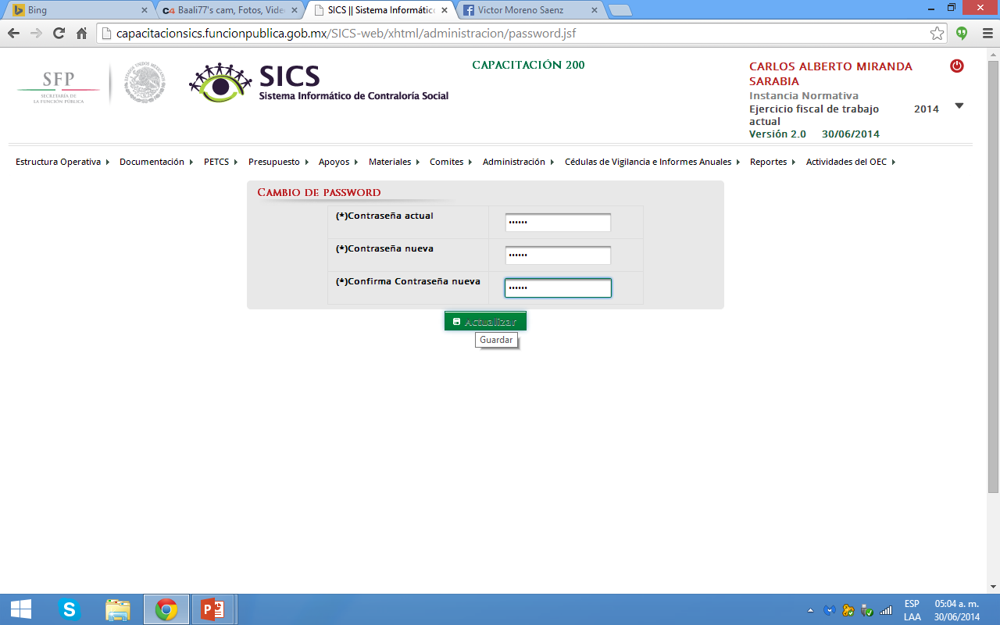 Bing
C4 Baali77's cam, Fotos, Vide
SICS || Sistema Informátic
Victor Moreno Saenz
capacitacionsics.funcionpublica.gob.mx/SICS-web/xhtml/administracion/password.jsf
SFP
SECRETARÍA DE
LA FUNCIÓN PÚBLICA
ESTADOS UNIDOS MEXICANOS
SICS
Sistema Informático de Contraloría Social
CAPACITACIÓN 200
CARLOS ALBERTO MIRANDA
SARABIA
Instancia Normativa
Ejercicio fiscal de trabajo 2014
actual
Versión 2.0 30/06/2014
Estructura Operativa Documentación PETCS Presupuesto Apoyos Materiales Comites Administración Cédulas de Vigilancia e Informes Anuales Reportes Actividades del OEC
CAMBIO DE PASSWORD
(*)Contraseña actual ••••••
(*)Contraseña nueva ••••••
(*)Confirma Contraseña nueva ••••••
Actualizar
Guardar
ESP 05:04 a. m.
LAA 30/06/2014